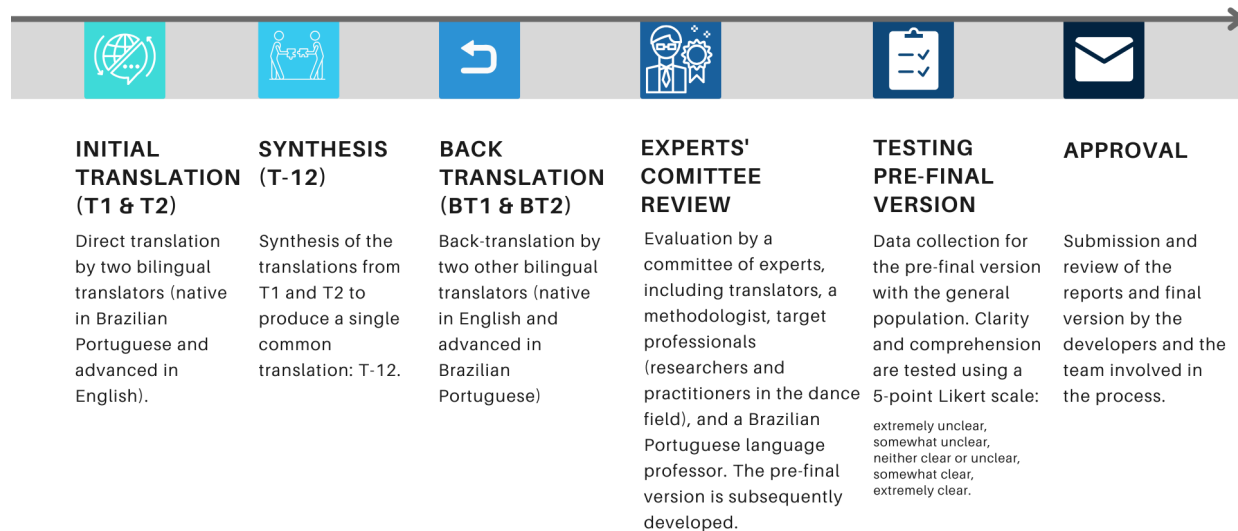 INITIAL
TRANSLATION
(T1 & T2)
Direct translation
by two bilingual
translators (native
in Brazilian
Portuguese and
advanced in
English).
SYNTHESIS
(T-12)
Synthesis of the
translations from
T1 and T2 to
produce a single
common
translation: T-12.
BACK
TRANSLATION
(BT1 & BT2)
Back-translation by
two other bilingual
translators (native
in English and
advanced in
Brazilian
Portuguese)
EXPERTS'
COMITTEE
REVIEW
Evaluation by a
committee of experts,
including translators, a
methodologist, target
professionals
(researchers and
practitioners in the dance
field), and a Brazilian
Portuguese language
professor. The pre-final
version is subsequently
developed.
TESTING
PRE-FINAL
VERSION
Data collection for
the pre-final version
with the general
population. Clarity
and comprehension
are tested using a
5-point Likert scale:
extremely unclear,
somewhat unclear,
neither clear or unclear,
somewhat clear,
extremely clear.
APPROVAL
Submission and
review of the
reports and final
version by the
developers and the
team involved in
the process.